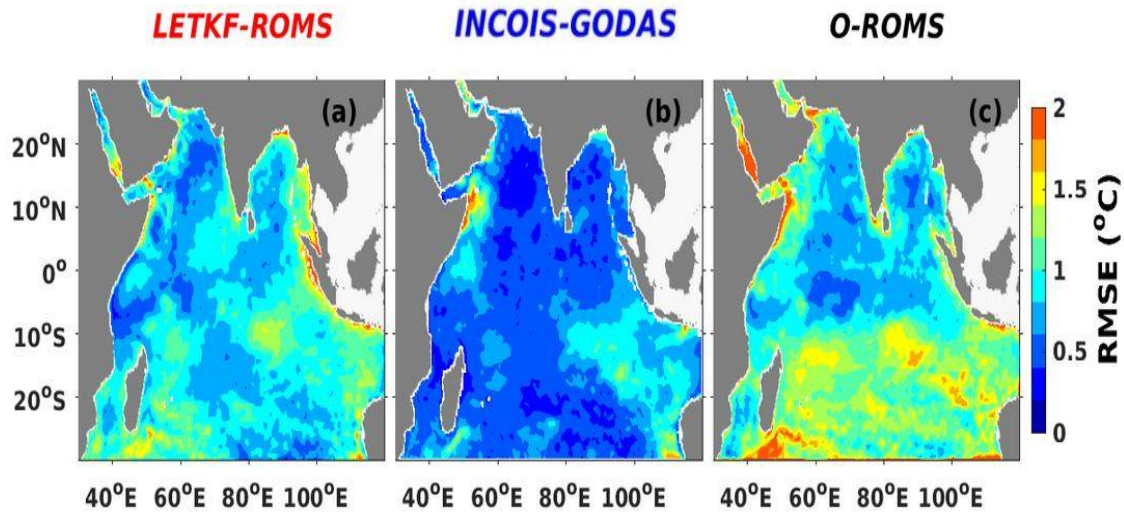 LETKF-ROMS INCOIS-GODAS O-ROMS
(a) (b) (c)
2
20°N
1.5
10°N
0°
1
10°S
0.5
20°S
0
RMSE (°C)
40°E 60°E 80°E 100°E 40°E 60°E 80°E 100°E 40°E 60°E 80°E 100°E